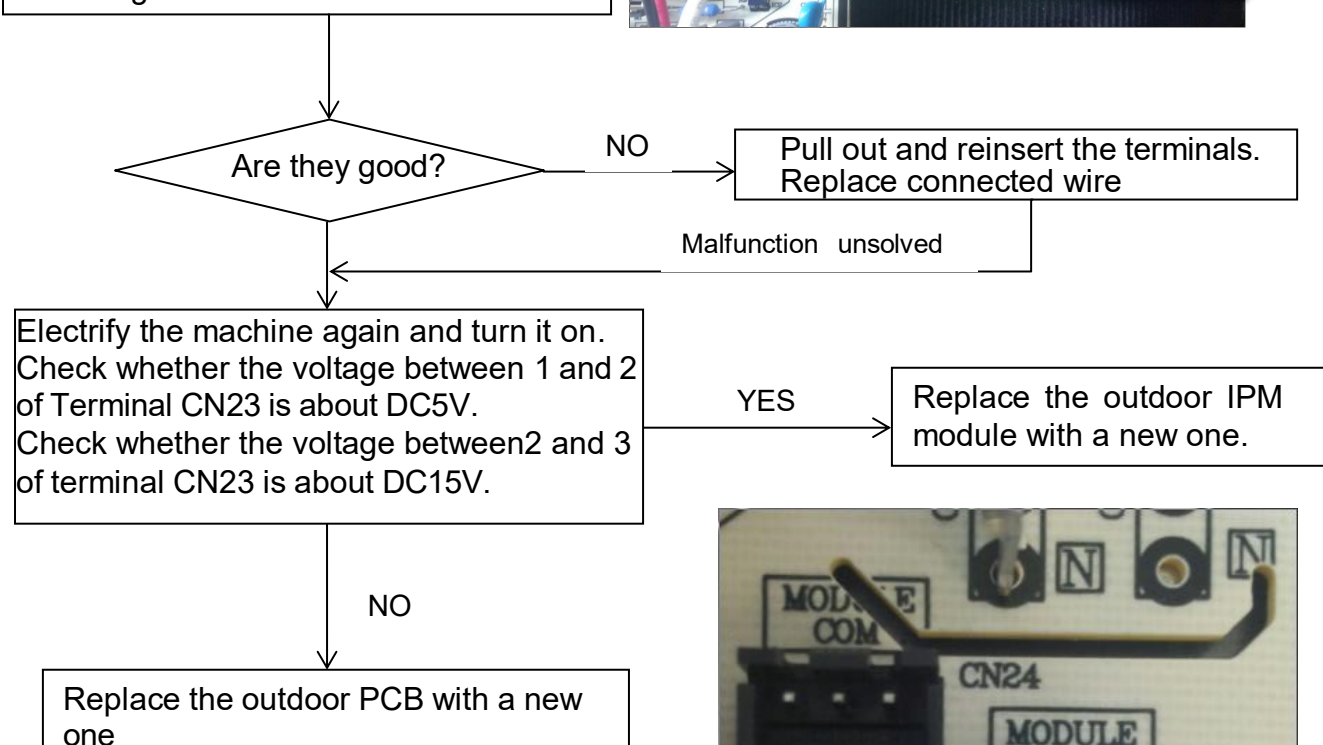 Are they good?
NO
Pull out and reinsert the terminals.
Replace connected wire
Malfunction unsolved
Electrify the machine again and turn it on.
Check whether the voltage between 1 and 2
of Terminal CN23 is about DC5V.
Check whether the voltage between2 and 3
of terminal CN23 is about DC15V.
YES
Replace the outdoor IPM
module with a new one.
NO
Replace the outdoor PCB with a new
one
N
N
COM
CN24
MODULE